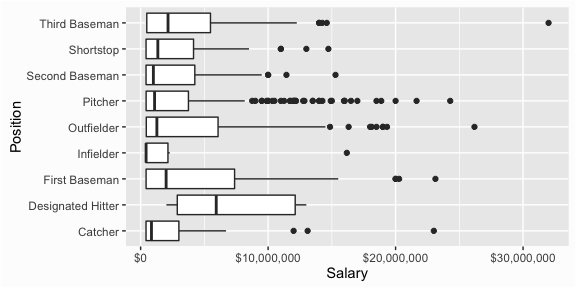 Third Baseman
Shortstop
Second Baseman
Pitcher
Outfielder
Infielder
First Baseman
Designated Hitter
Catcher
Position
$0 $10,000,000 $20,000,000 $30,000,000
Salary